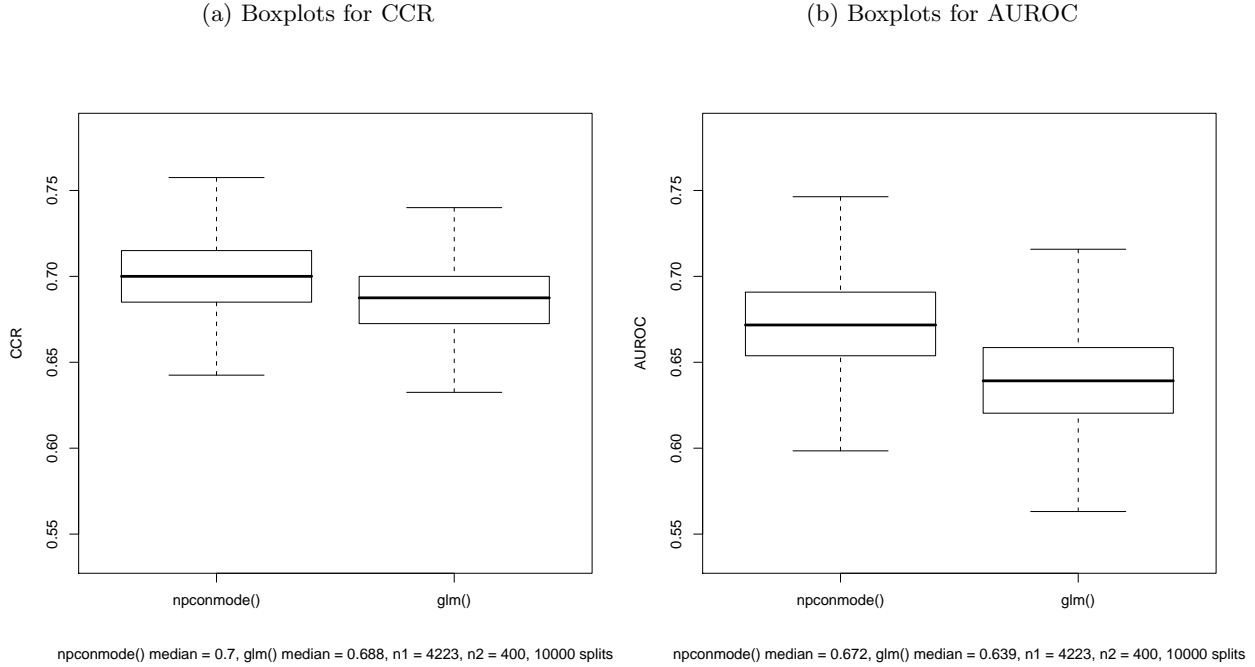 (a) Boxplots for CCR
CCR
0.75
0.70
0.65
0.60
0.55
npconmode()
glm()
npconmode() median = 0.7, glm() median = 0.688, n1 = 4223, n2 = 400, 10000 splits
(b) Boxplots for AUROC
AUROC
0.75
0.70
0.65
0.60
0.55
npconmode()
glm()
npconmode() median = 0.672, glm() median = 0.639, n1 = 4223, n2 = 400, 10000 splits